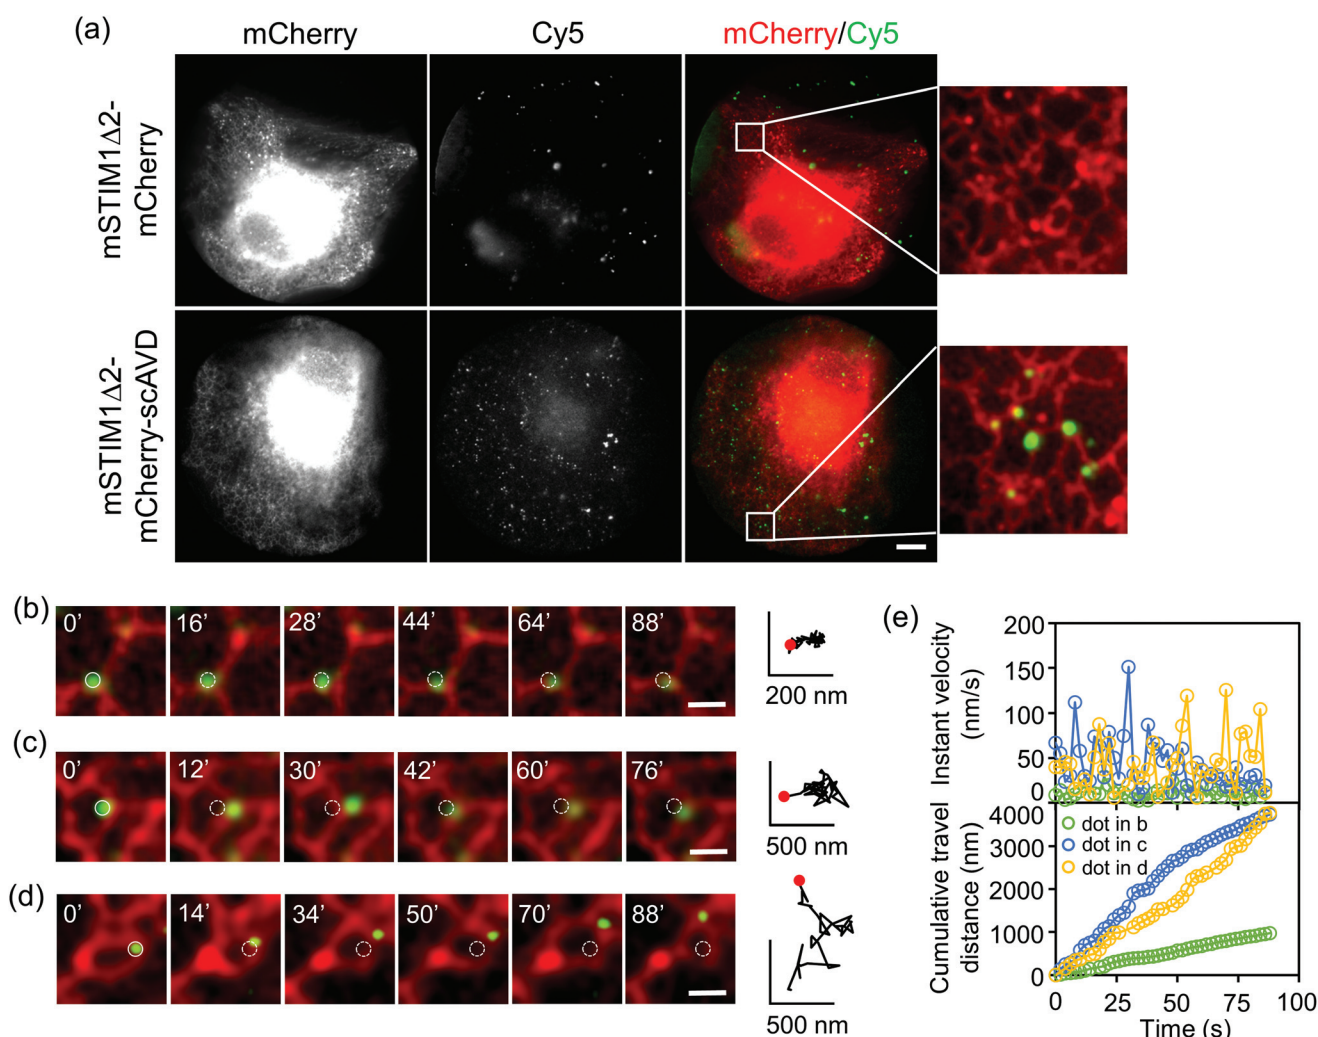 (a)
mCherry
Cy5
mCherry/Cy5
mSTIM1Δ2-
mCherry
mSTIM1Δ2-
mCherry-scAVD
(b)
0’
16’
28’
44’
64’
88’
200 nm
(c)
0’
12’
30’
42’
60’
76’
500 nm
(d)
0’
14’
34’
50’
70’
88’
500 nm
(e)
Instant velocity
(nm/s)
200
150
100
50
0
Cumulative travel
distance (nm)
4000
3000
2000
1000
0
dot in b
dot in c
dot in d
0
25
50
75
100
Time (s)